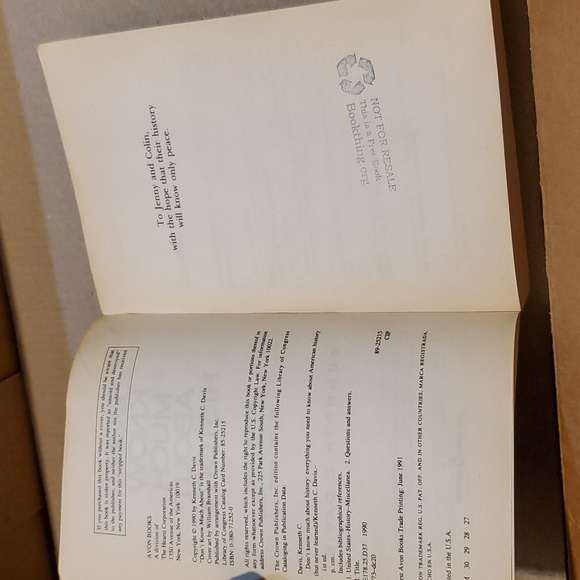 If you purchased this book without a cover, you should be aware that
this book is stolen property. It was reported as "unsold and destroyed"
to the publisher, and neither the author nor the publisher has received
any payment for this "stripped book."
AVON BOOKS
A division of
The Hearst Corporation
Avenue of the Americas
New York, New York 10019
Copyright © 1990 by Kenneth C. Davis
"Don't Know Much About" is the trademark of Kenneth C. Davis
Cover art by William Bramhall
Published by arrangement with Crown Publishers, Inc.
Library of Congress Catalog Card Number: 85-25215
ISBN: 0-380-71252-0
All rights reserved, which includes the right to reproduce this book or portions thereof in
any form whatsoever except as provided by the U.S. Copyright Law. For information
address Crown Publishers, Inc., 225 Park Avenue South, New York, New York 10022.
The Crown Publishers, Inc. edition contains the following Library of Congress
Cataloging in Publication Data:
Davis, Kenneth C.
Don't know much about history: everything you need to know about American history
(but never learned)/Kenneth C. Davis.—
1st ed.
p. cm.
Includes bibliographical references.
United States-History-Miscellanea. 2. Questions and answers.
Title.
178.25.D37 1990
73-dc20
89-25215
CIP
rst Avon Books Trade Printing: June 1991
ON TRADEMARK REG. U.S. PAT. OFF. AND IN OTHER COUNTRIES, MARCA REGISTRADA,
CHO EN U.S.A.
ted in the U.S.A.
30 29 28 27
To Jenny and Colin,
with the hope that their history
will know only peace.
NOT FOR RESALE
This is a Free Book
Bookthing.org